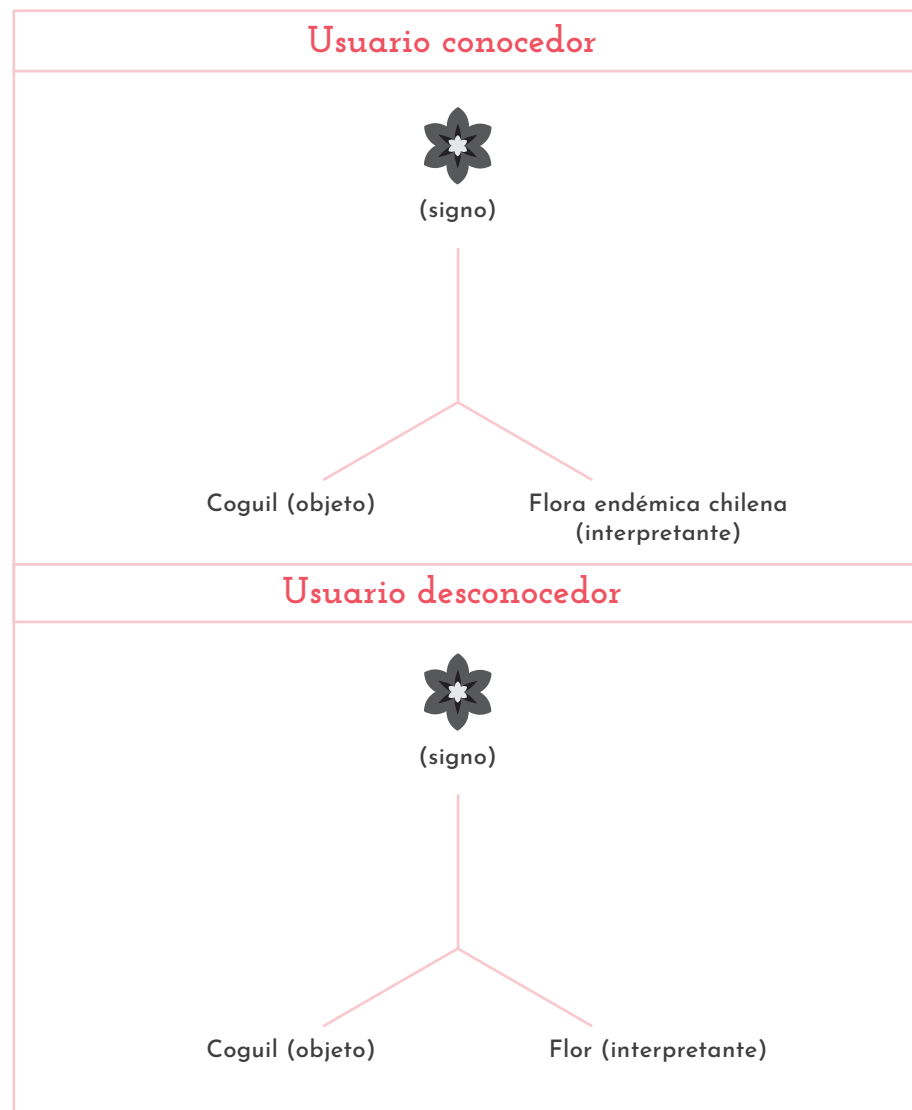 Usuario conocedor
(signo)
Coguil (objeto)
Flora endémica chilena
(interpretante)
Usuario desconocedor
(signo)
Coguil (objeto)
Flor (interpretante)